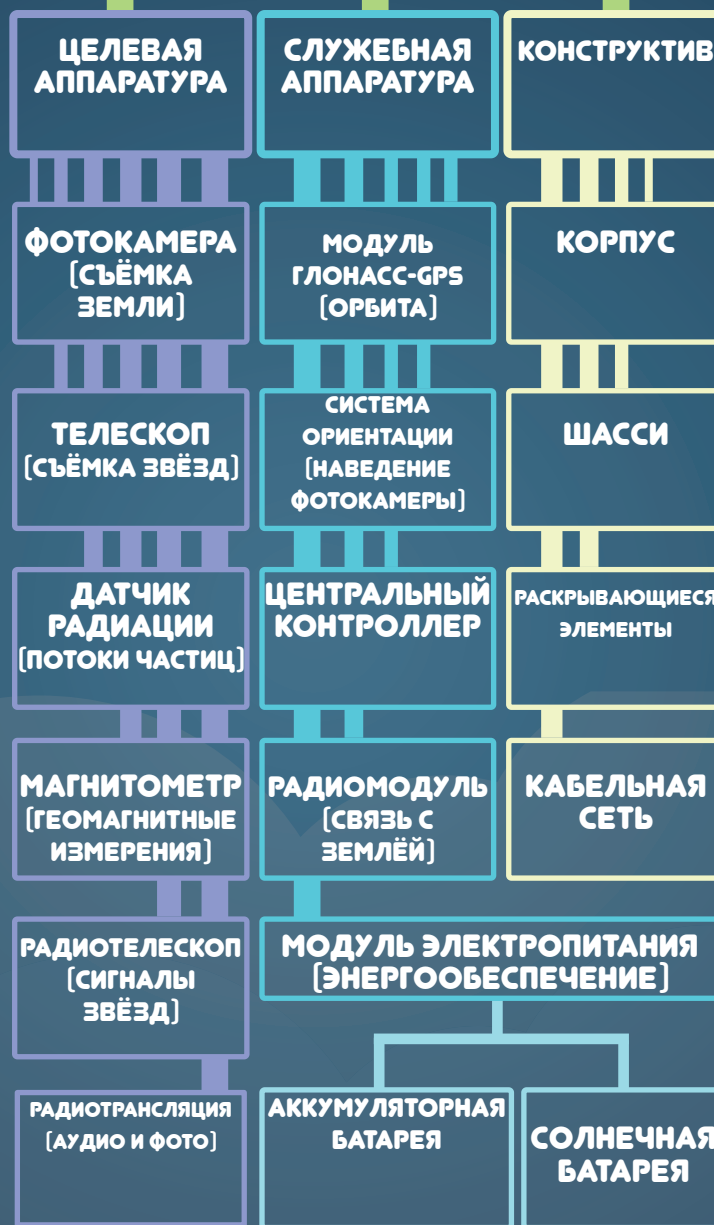 ЦЕЛЕВАЯ
АППАРАТУРА
СЛУЖЕБНАЯ
АППАРАТУРА
КОНСТРУКТИВ
ФОТОКАМЕРА
(СЪЁМКА
ЗЕМЛИ)
МОДУЛЬ
ГЛОНАСС-GPS
(ОРБИТА)
КОРПУС
ТЕЛЕСКОП
(СЪЁМКА ЗВЁЗД)
СИСТЕМА
ОРИЕНТАЦИИ
(НАВЕДЕНИЕ
ФОТОКАМЕРЫ)
ШАССИ
ДАТЧИК
РАДИАЦИИ
(ПОТОКИ ЧАСТИЦ)
ЦЕНТРАЛЬНЫЙ
КОНТРОЛЛЕР
РАСКРЫВАЮЩИЕСЯ
ЭЛЕМЕНТЫ
МАГНИТОМЕТР
(ГЕОМАГНИТНЫЕ
ИЗМЕРЕНИЯ)
РАДИОМОДУЛЬ
(СВЯЗЬ С
ЗЕМЛЁЙ)
КАБЕЛЬНАЯ
СЕТЬ
РАДИОТЕЛЕСКОП
(СИГНАЛЫ
ЗВЁЗД)
МОДУЛЬ ЭЛЕКТРОПИТАНИЯ
(ЭНЕРГООБЕСПЕЧЕНИЕ)
РАДИОТРАНСЛЯЦИЯ
(АУДИО И ФОТО)
АККУМУЛЯТОРНАЯ
БАТАРЕЯ
СОЛНЕЧНАЯ
БАТАРЕЯ